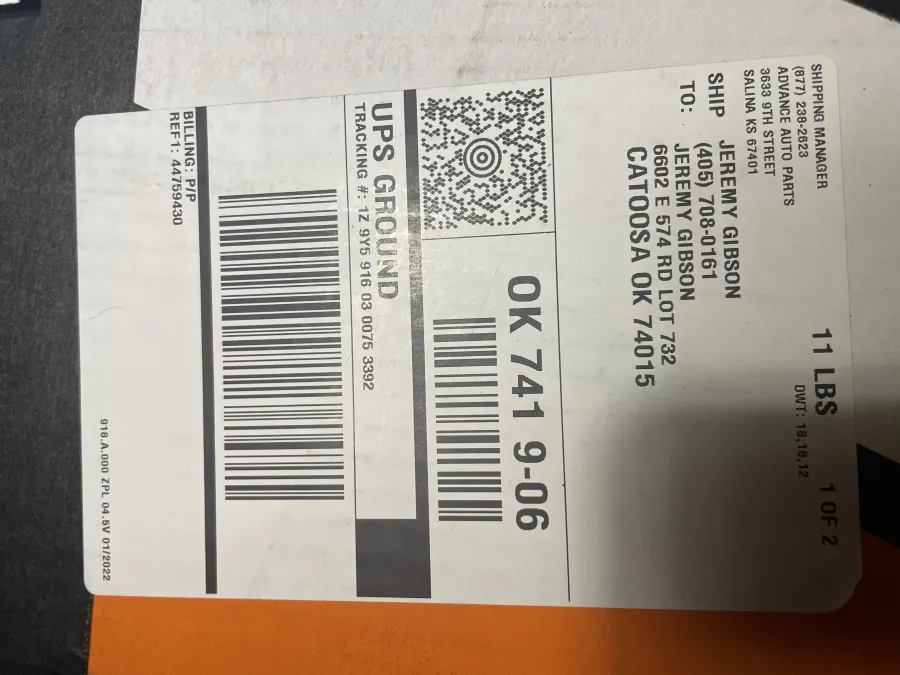 SHIPPING MANAGER
(877) 238-2623
ADVANCE AUTO PARTS
3633 9TH STREET
SALINA KS 67401
11 LBS
1 OF 2
DWT: 18,18,12
SHIP
TO:
JEREMY GIBSON
(405) 708-0161
JEREMY GIBSON
6602 E 574 RD LOT 732
CATOOSA OK 74015
OK 741 9-06
UPS GROUND
TRACKING #: 1Z 9Y5 916 03 0075 3392
BILLING: P/P
REF1: 44759430
918.A.000 ZPL 04.5V 01/2022